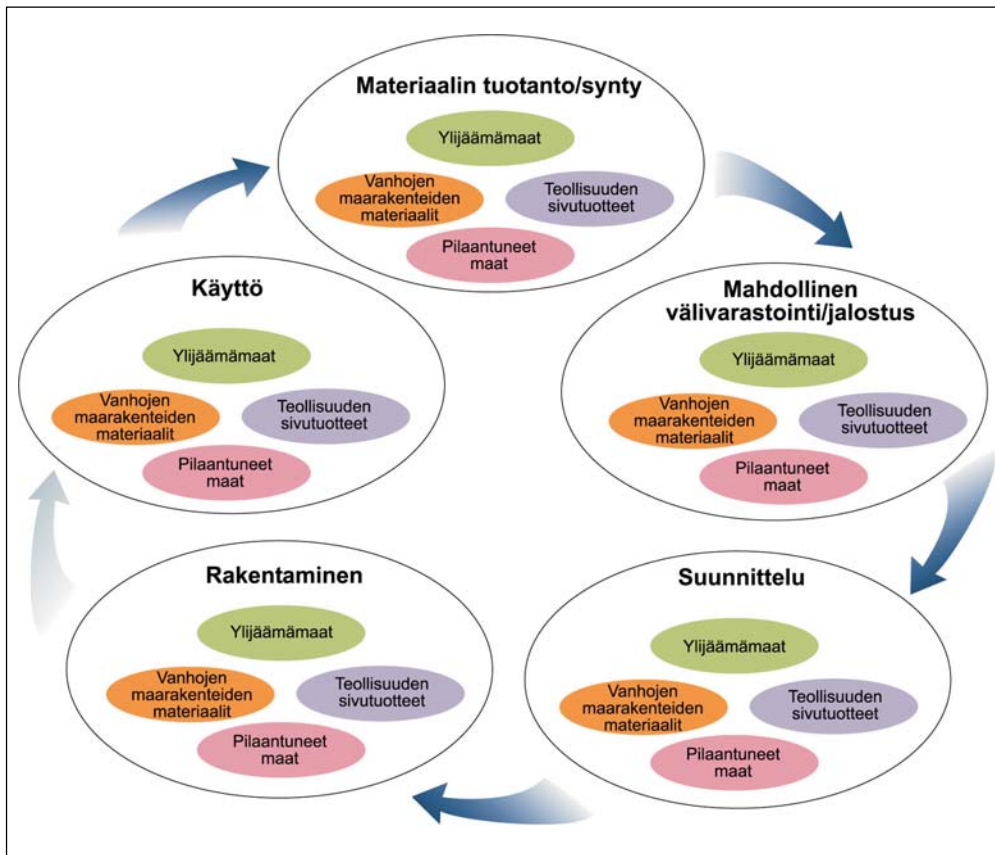 Materiaalin tuotanto/synty
Ylijäämämaat
Vanhojen
maarakenteiden
materiaalit
Teollisuuden
sivutuotteet
Pilaantuneet
maat
Mahdollinen
välivarastointi/jalostus
Ylijäämämaat
Vanhojen
maarakenteiden
materiaalit
Teollisuuden
sivutuotteet
Pilaantuneet
maat
Suunnittelu
Ylijäämämaat
Vanhojen
maarakenteiden
materiaalit
Teollisuuden
sivutuotteet
Pilaantuneet
maat
Rakentaminen
Ylijäämämaat
Vanhojen
maarakenteiden
materiaalit
Teollisuuden
sivutuotteet
Pilaantuneet
maat
Käyttö
Ylijäämämaat
Vanhojen
maarakenteiden
materiaalit
Teollisuuden
sivutuotteet
Pilaantuneet
maat